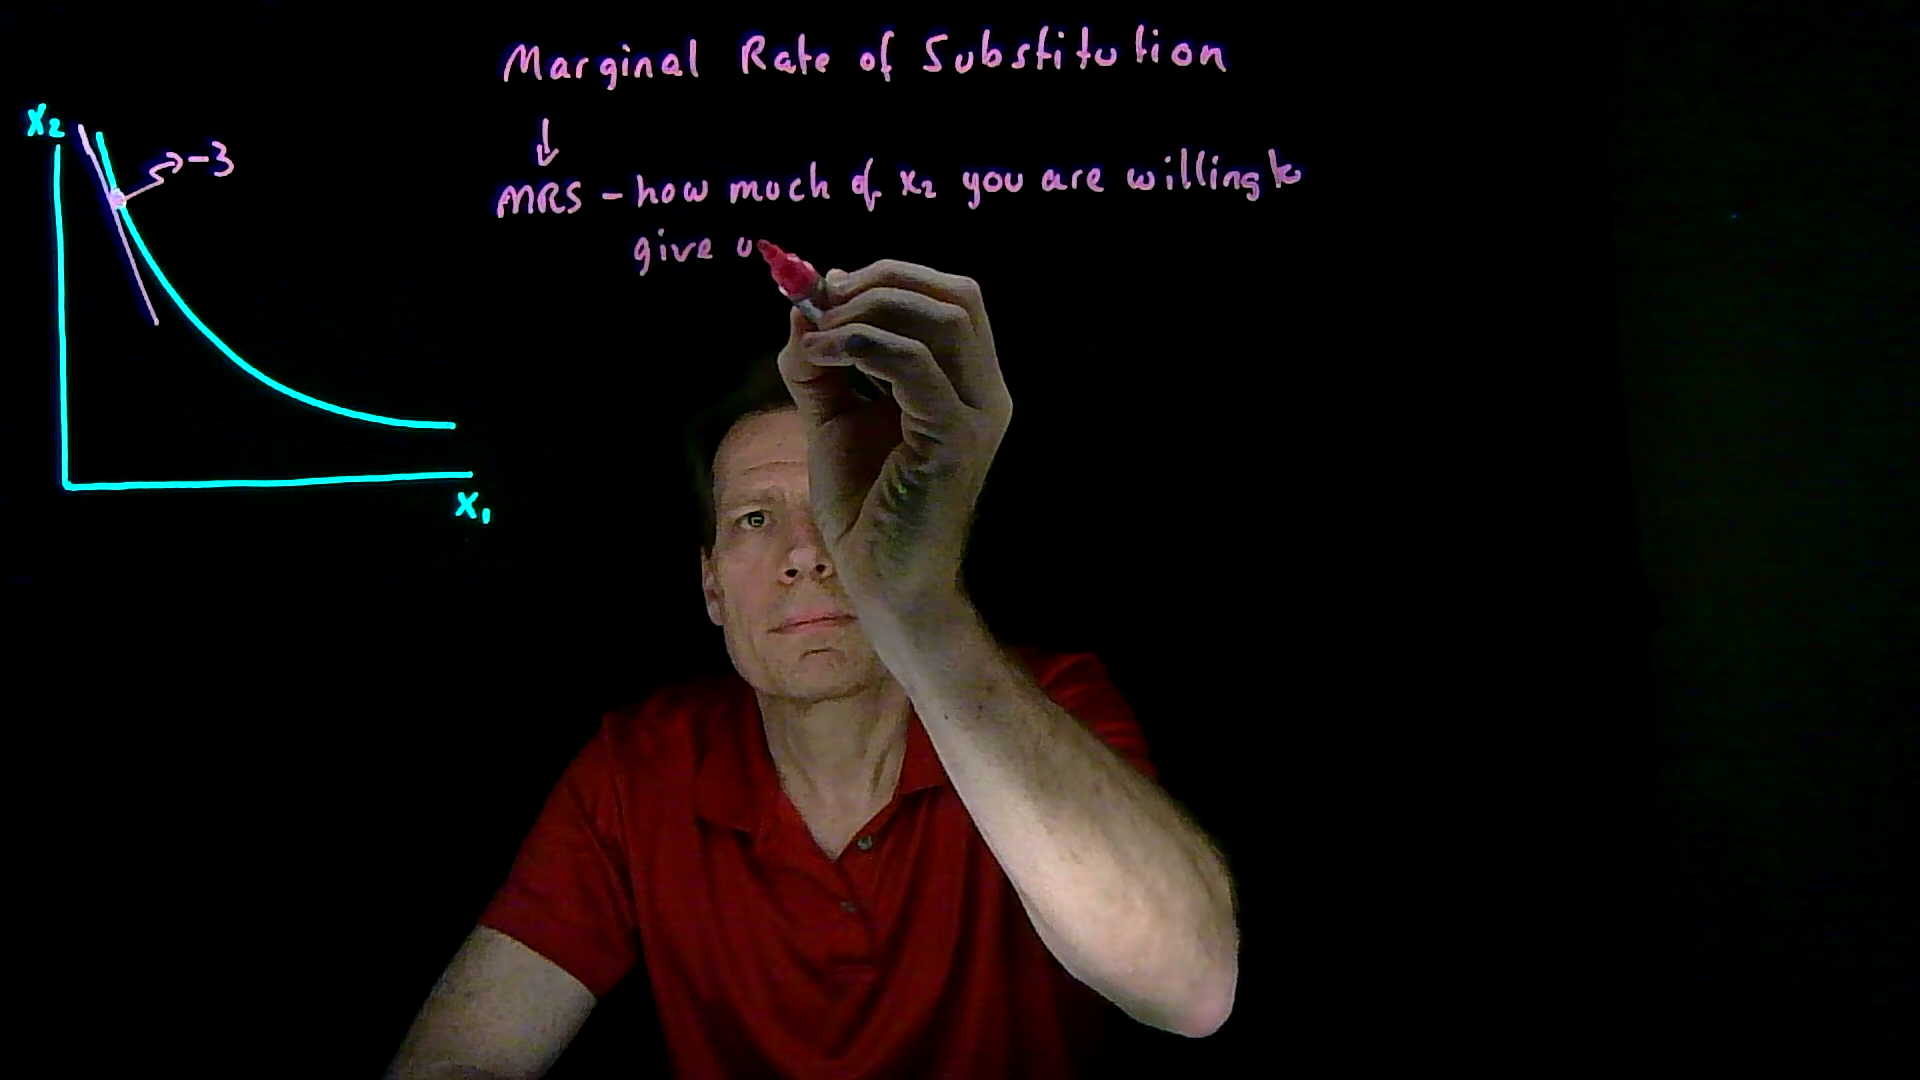 Marginal Rate of Substitution
x₂
-3
MRS - how much of x₂ you are willing to
give u
x₁